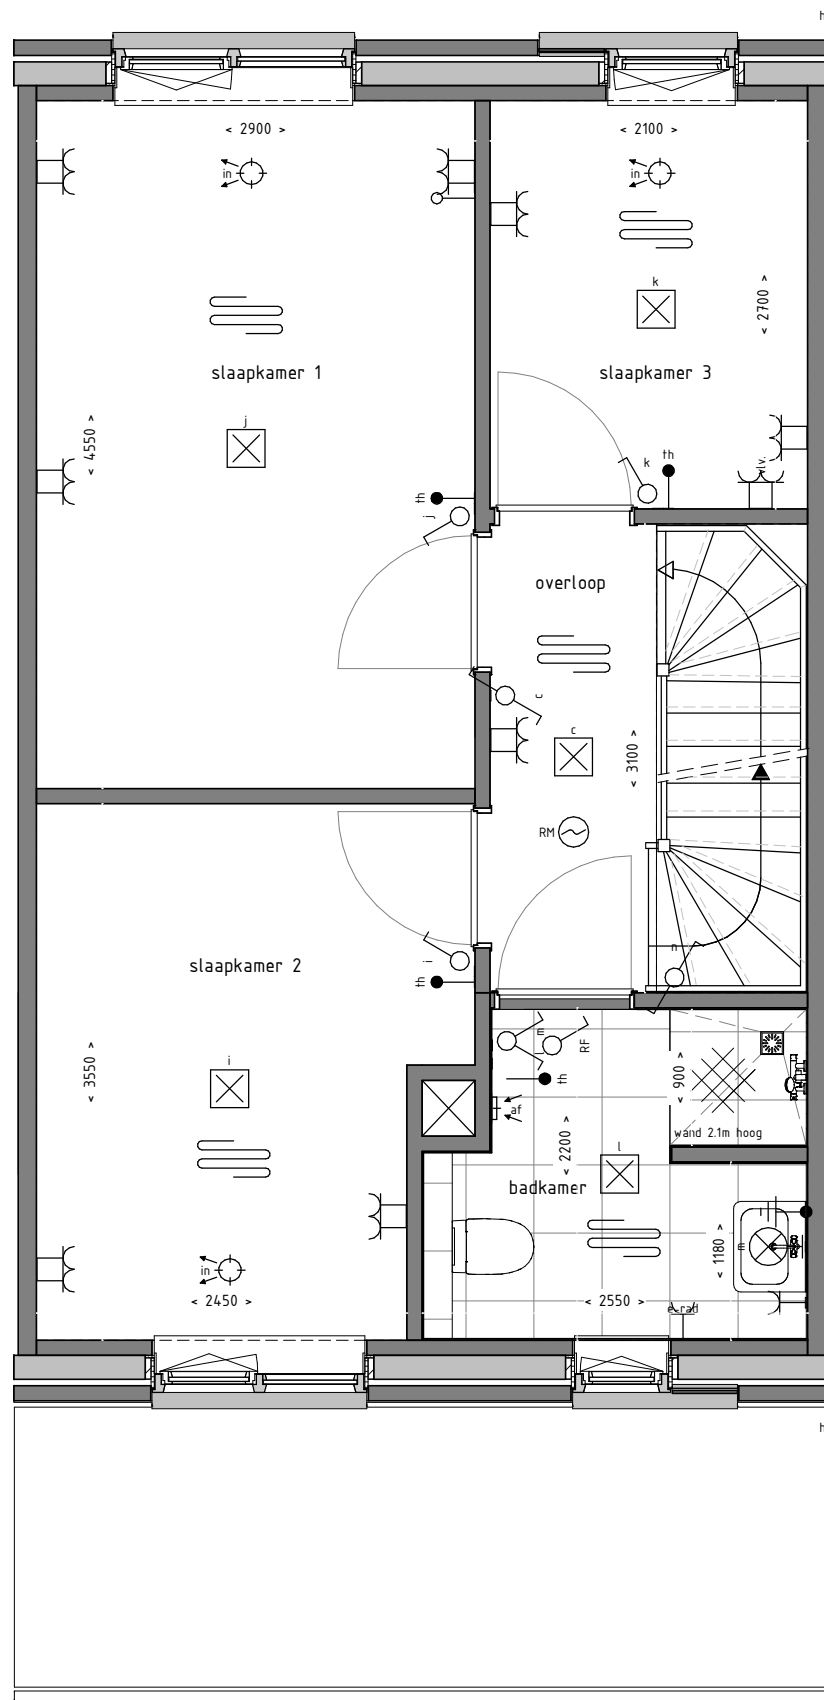 h
< 2900 >
< 2100 >
in
in
k
< 2700 >
slaapkamer 1
slaapkamer 3
j
< 4550 >
k
th
vlv.
th
j
overloop
c
c
< 3100 >
RM
slaapkamer 2
i
th
n
m
l
RF
th
< 900 >
af
i
< 3550 >
< 2200 >
wand 2.1m hoog
l
badkamer
m
< 1180 >
in
< 2450 >
< 2550 >
e-rad
h